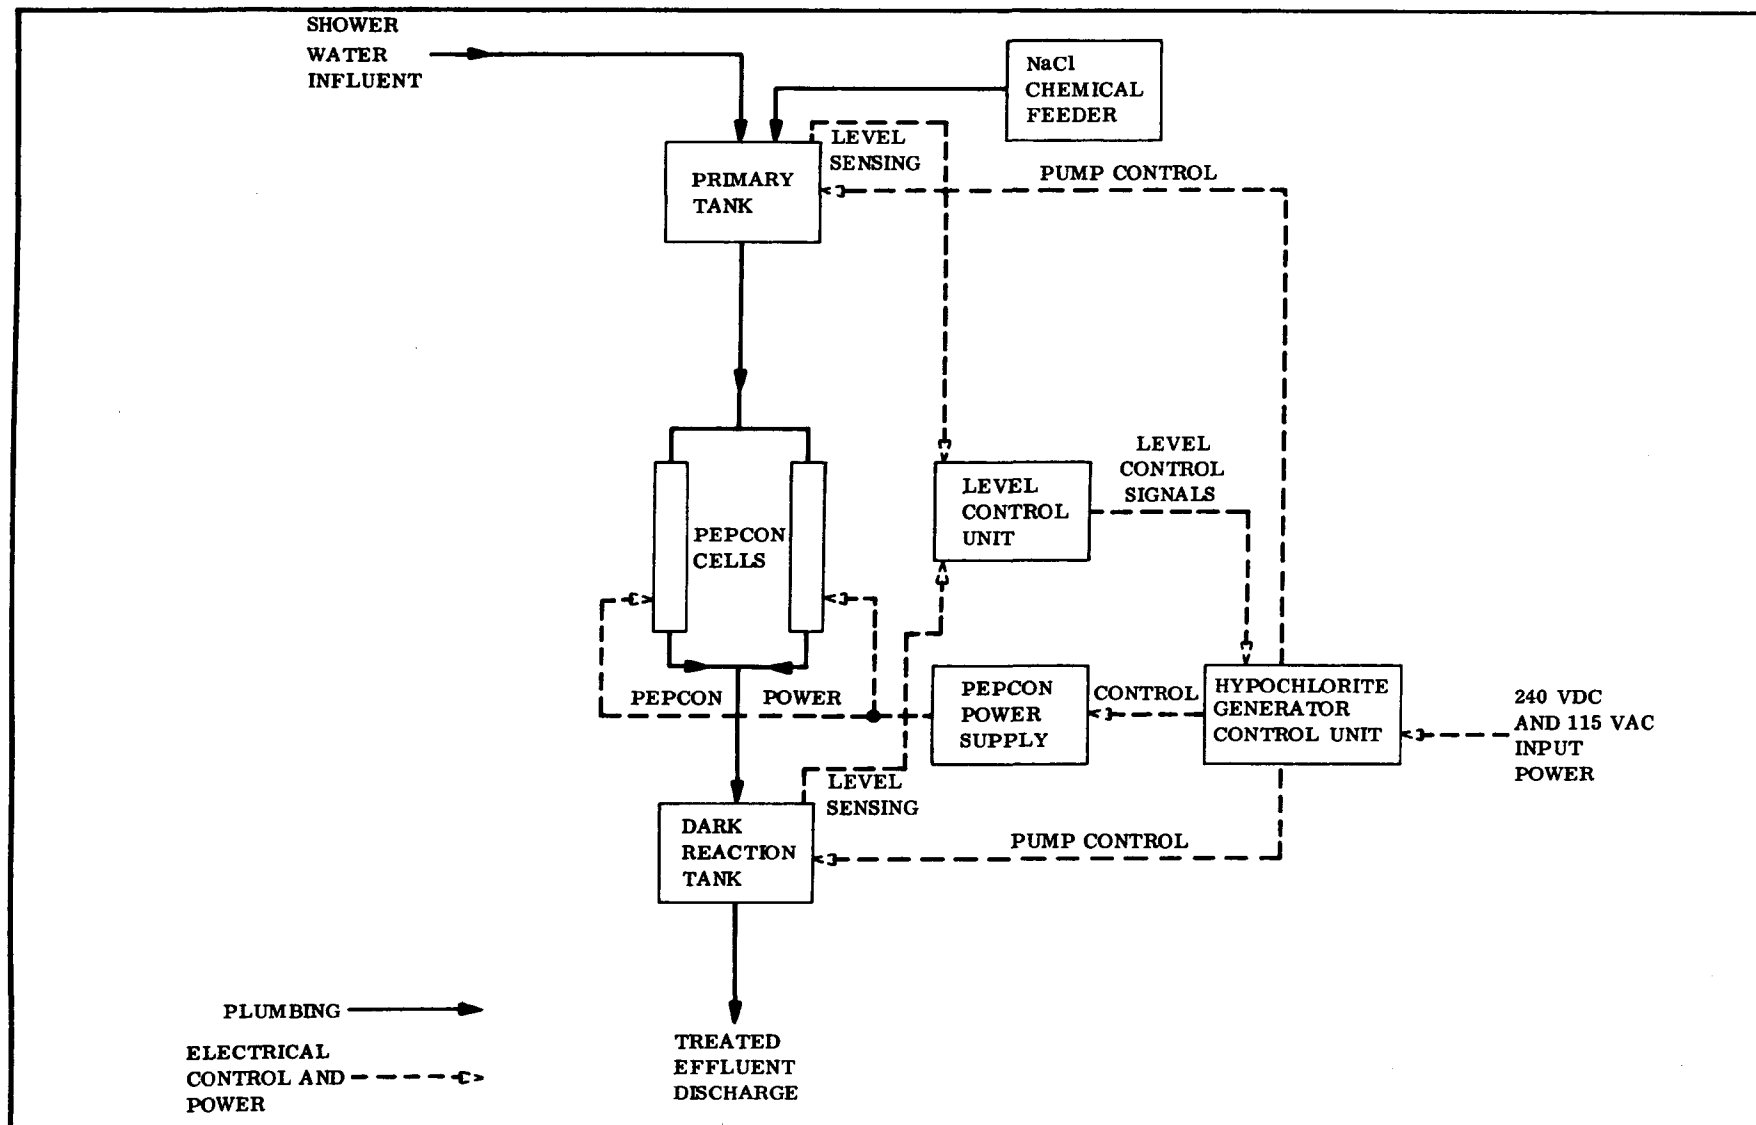 SHOWER
WATER
INFLUENT
NaCl
CHEMICAL
FEEDER
LEVEL
SENSING
PUMP CONTROL
PRIMARY
TANK
LEVEL
CONTROL
SIGNALS
LEVEL
CONTROL
UNIT
PEPCON
CELLS
PEPCON POWER
PEPCON
POWER
SUPPLY
CONTROL
HYPOCHLORITE
GENERATOR
CONTROL UNIT
240 VDC
AND 115 VAC
INPUT
POWER
LEVEL
SENSING
DARK
REACTION
TANK
PUMP CONTROL
PLUMBING
ELECTRICAL
CONTROL AND
POWER
TREATED
EFFLUENT
DISCHARGE